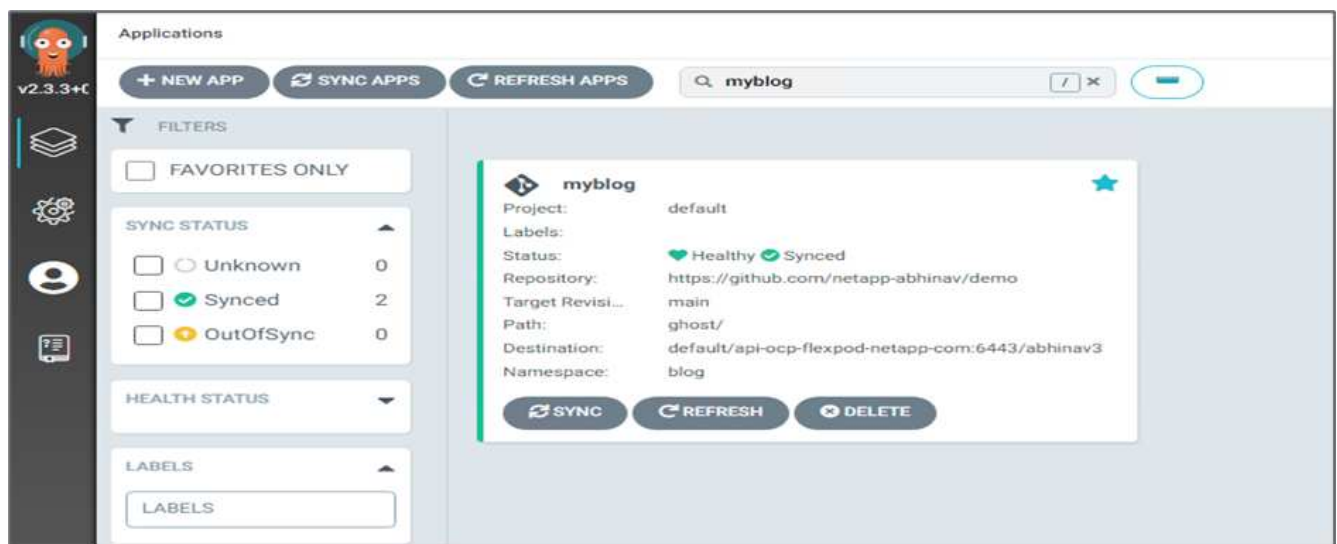 Applications
v2.3.3+0
+ NEW APP
SYNC APPS
REFRESH APPS
myblog
/
FILTERS
FAVORITES ONLY
SYNC STATUS
Unknown 0
Synced 2
OutOfSync 0
HEALTH STATUS
LABELS
LABELS
myblog
Project: default
Labels:
Status: Healthy Synced
Repository: https://github.com/netapp-abhinav/demo
Target Revisi... main
Path: ghost/
Destination: default/api-ocp-flexpod-netapp-com:6443/abhinav3
Namespace: blog
SYNC
REFRESH
DELETE